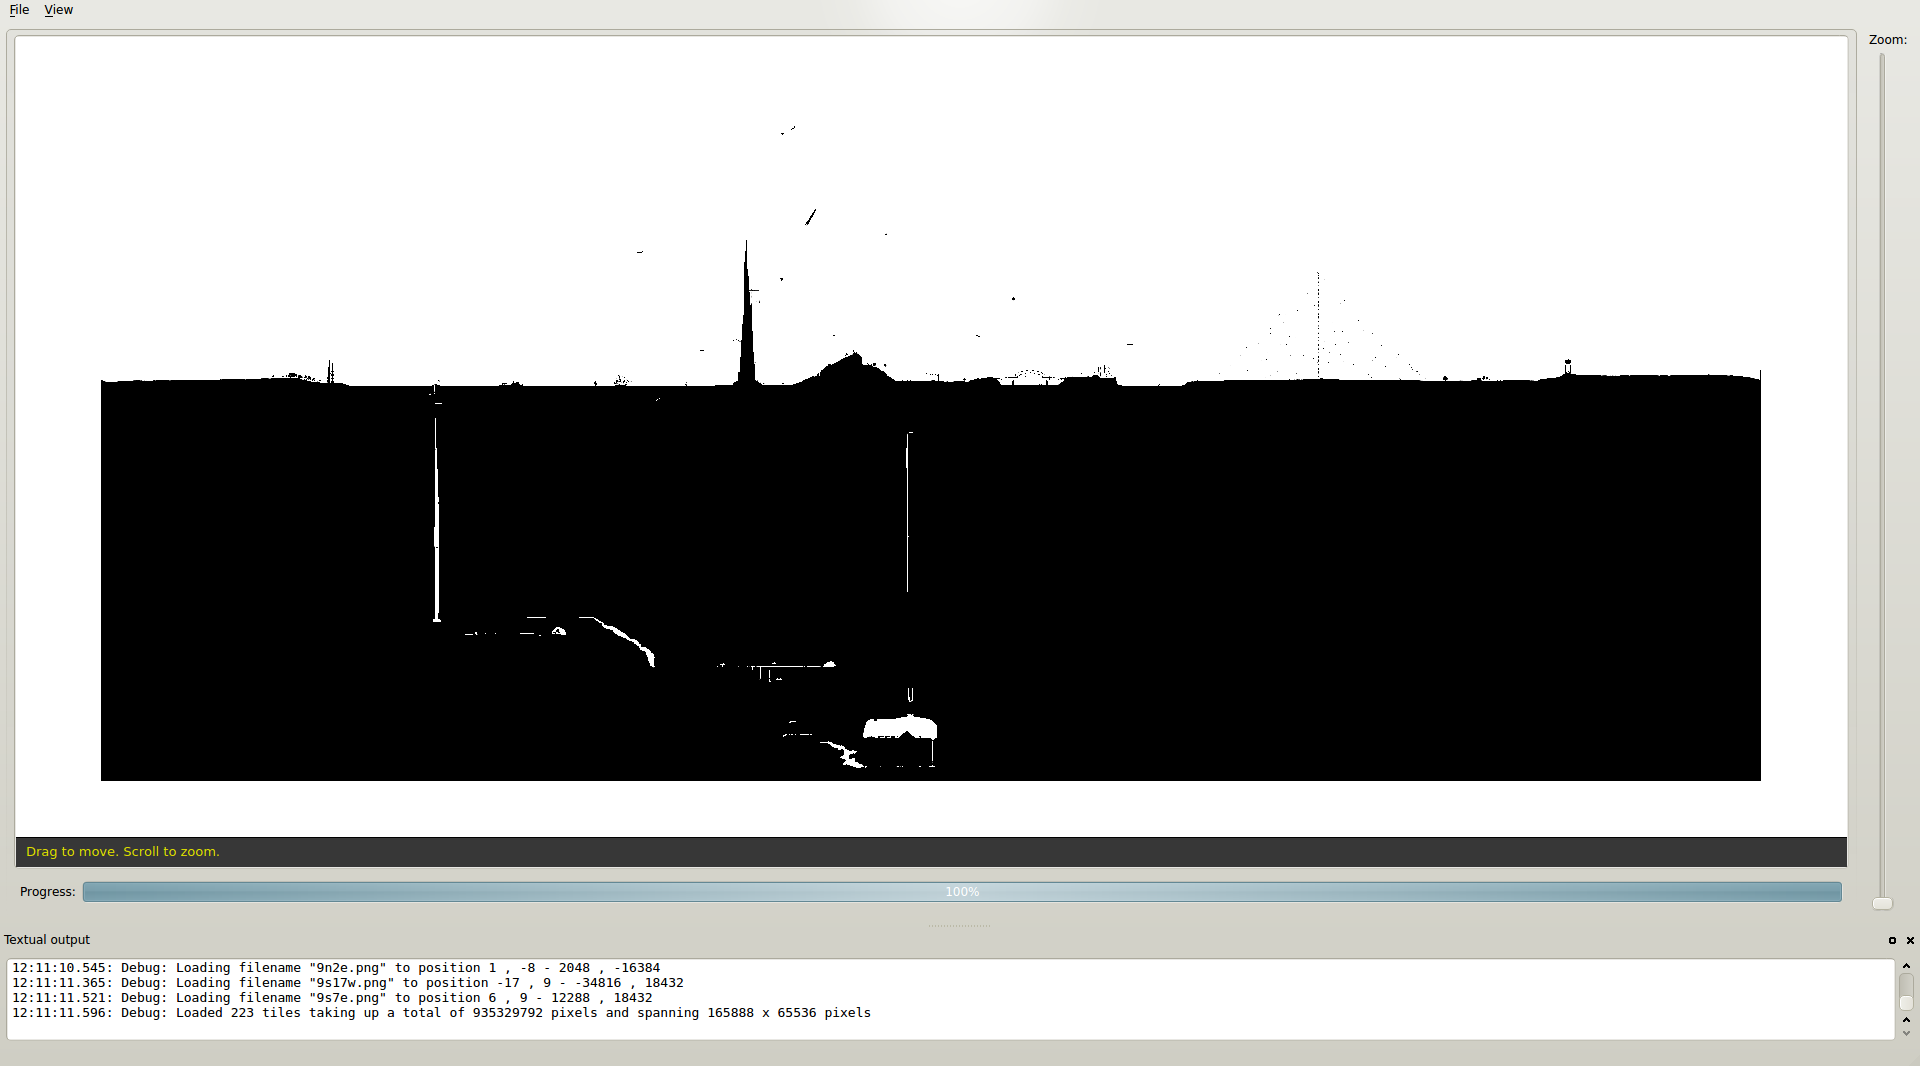 File View
Zoom:
Drag to move. Scroll to zoom.
Progress: 100%
Textual output
12:11:10.545: Debug: Loading filename "9n2e.png" to position 1 , -8 - 2048 , -16384
12:11:11.365: Debug: Loading filename "9s17w.png" to position -17 , 9 - -34816 , 18432
12:11:11.521: Debug: Loading filename "9s7e.png" to position 6 , 9 - 12288 , 18432
12:11:11.596: Debug: Loaded 223 tiles taking up a total of 935329792 pixels and spanning 165888 x 65536 pixels